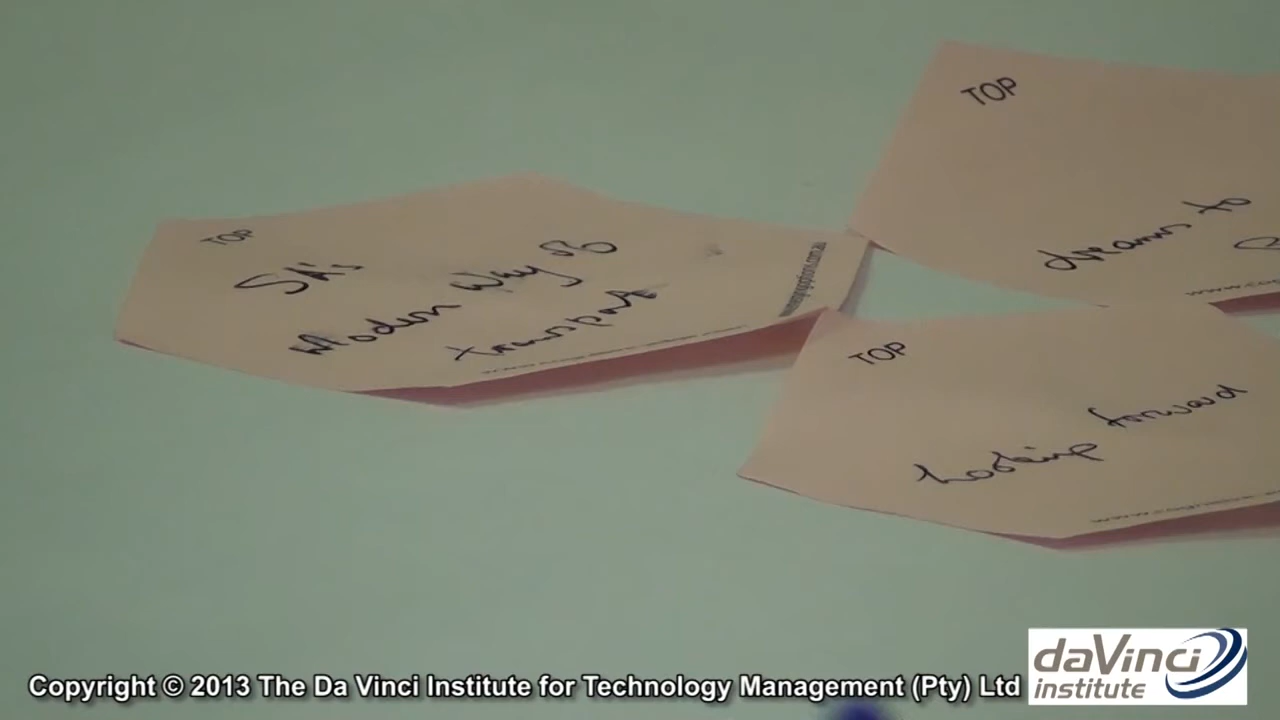 TOP
SA's
Modern Way of
transport
TOP
dreams to
TOP
Looking forward
Copyright © 2013 The Da Vinci Institute for Technology Management (Pty) Ltd
daVinci
institute